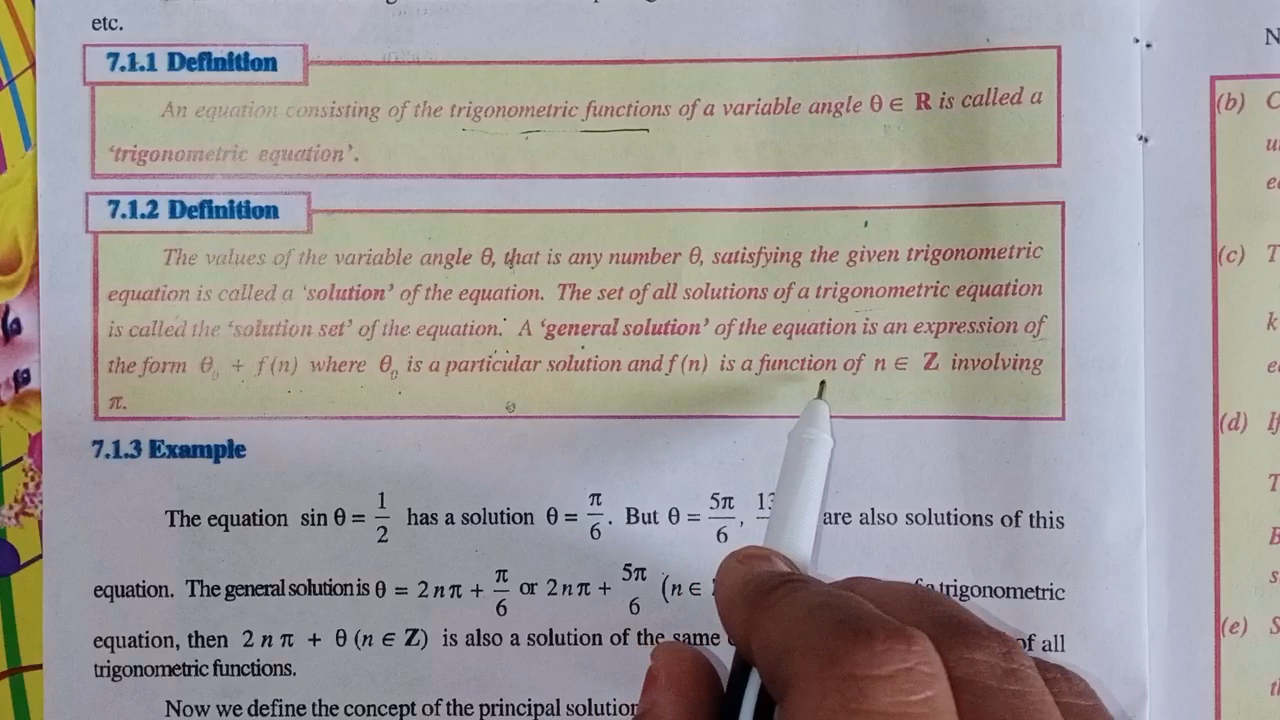 etc.
7.1.1 Definition
An equation consisting of the trigonometric functions of a variable angle θ ∈ R is called a
‘trigonometric equation’.
7.1.2 Definition
The values of the variable angle θ, that is any number θ, satisfying the given trigonometric
equation is called a ‘solution’ of the equation. The set of all solutions of a trigonometric equation
is called the ‘solution set’ of the equation. A ‘general solution’ of the equation is an expression of
the form θ₀ + f(n) where θ₀ is a particular solution and f(n) is a function of n ∈ Z involving
π.
7.1.3 Example
The equation sin θ = 1/2 has a solution θ = π/6. But θ = 5π/6, are also solutions of this
equation. The general solution is θ = 2nπ + π/6 or 2nπ + 5π/6 (n ∈ trigonometric
equation, then 2nπ + θ (n ∈ Z) is also a solution of the same of all
trigonometric functions.
Now we define the concept of the principal
(b)
(c)
(d)
(e)